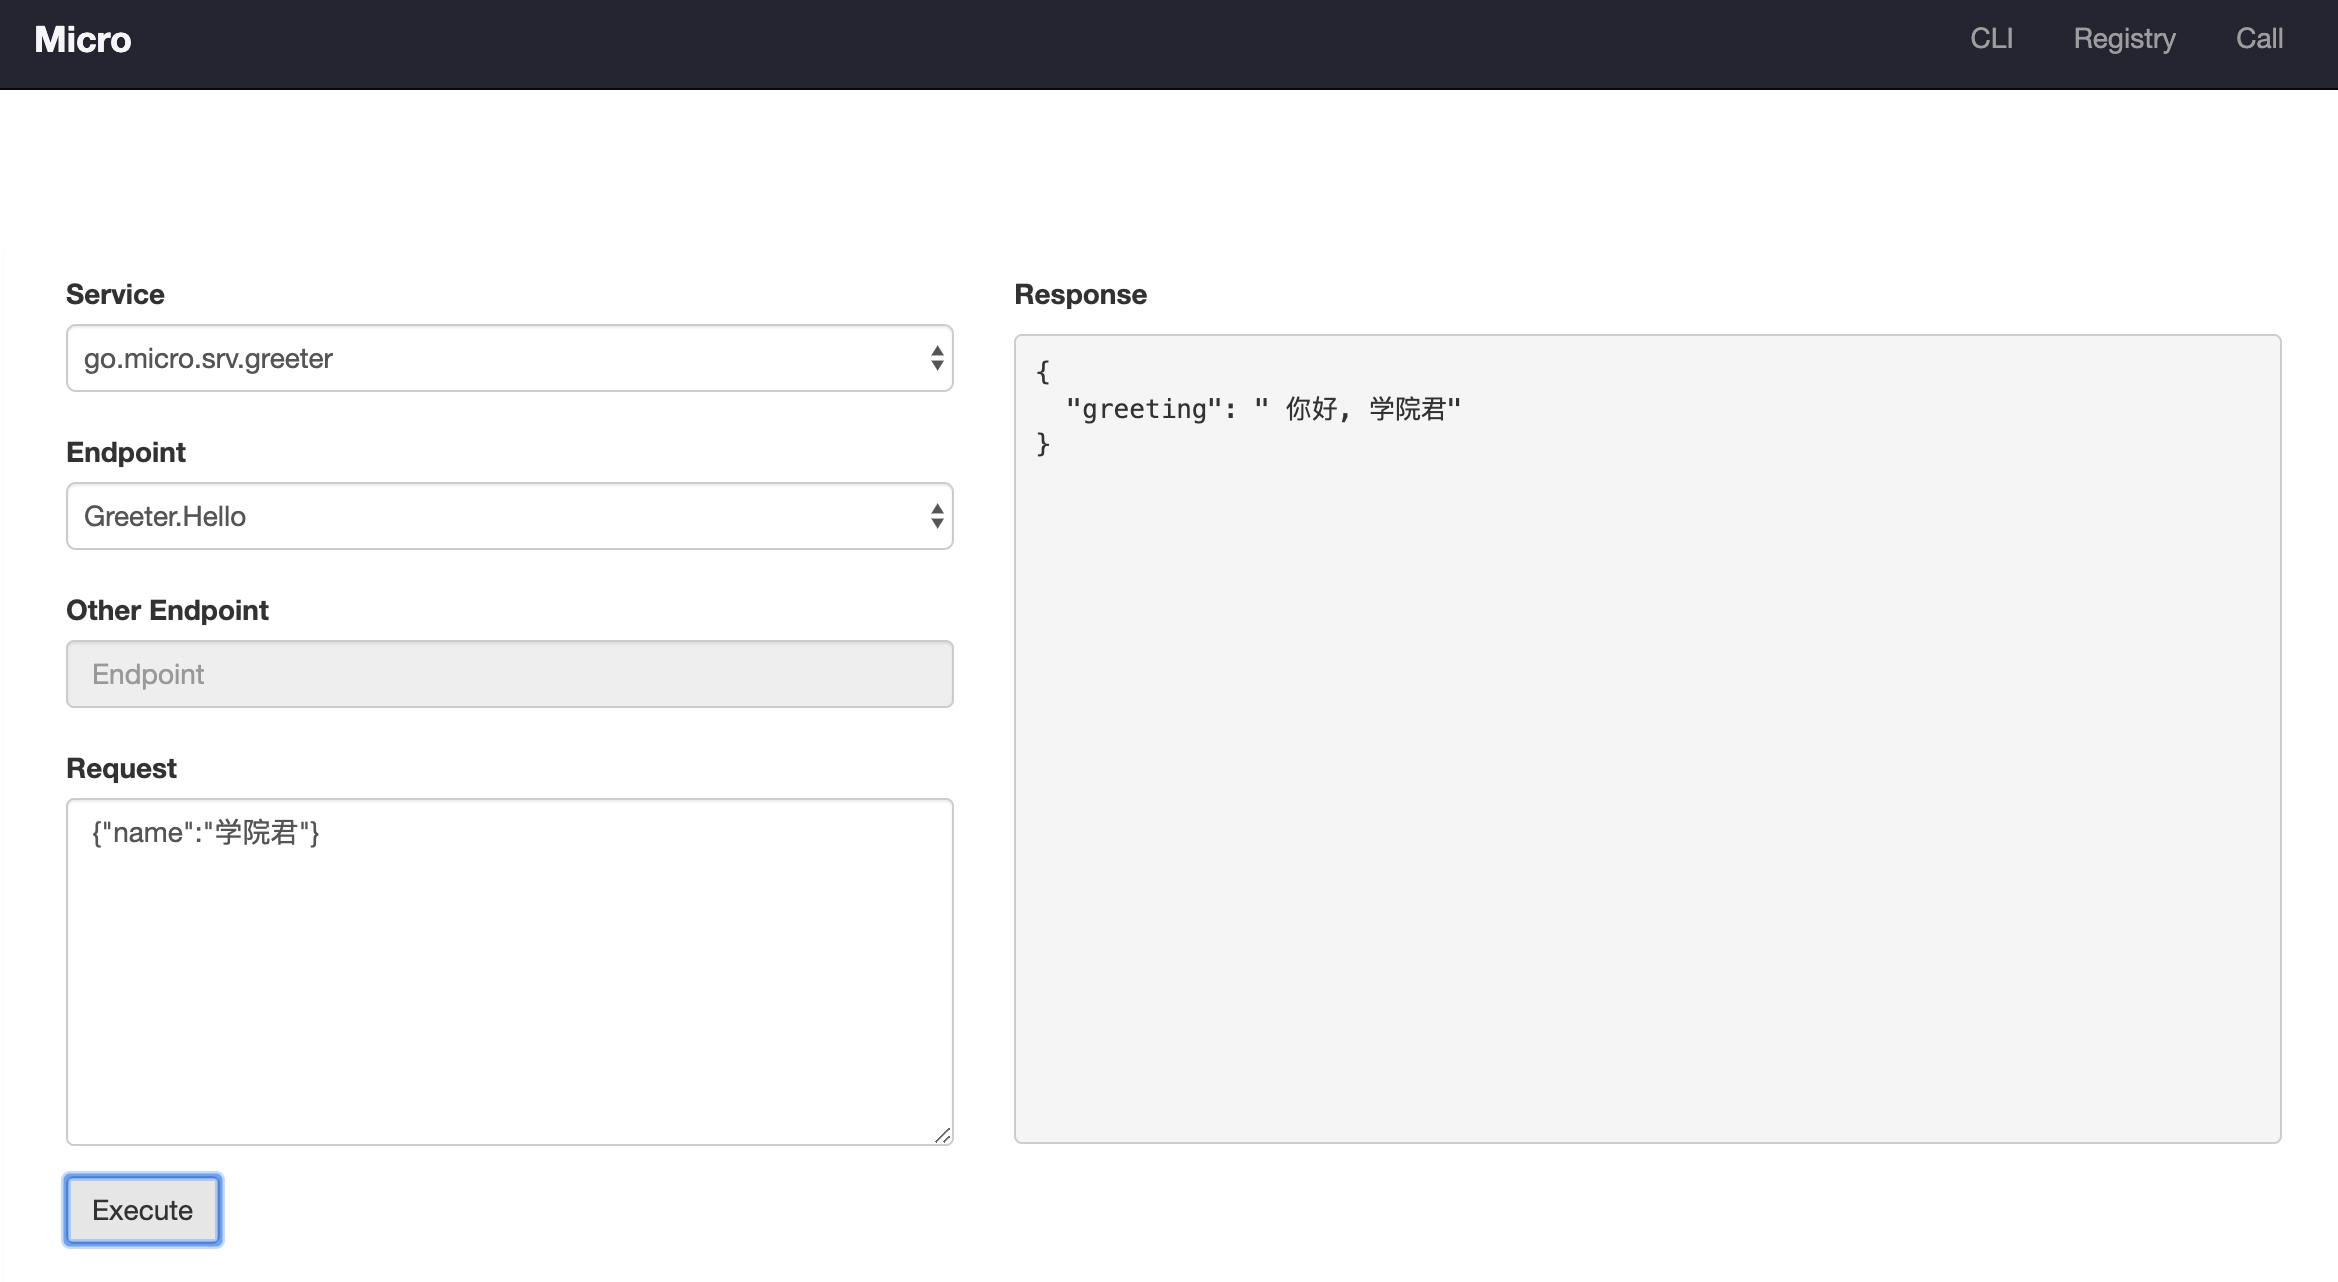 Micro
CLI Registry Call
Service
go.micro.srv.greeter
Endpoint
Greeter.Hello
Other Endpoint
Endpoint
Request
{"name":"学院君"}
Execute
Response
{
  "greeting": " 你好, 学院君"
}